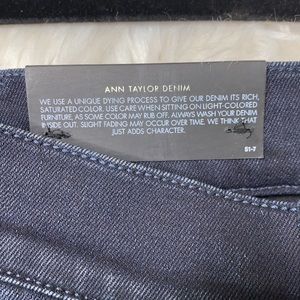 ANN TAYLOR DENIM
WE USE A UNIQUE DYING PROCESS TO GIVE OUR DENIM ITS RICH,
SATURATED COLOR. USE CARE WHEN SITTING ON LIGHT-COLORED
FURNITURE, AS SOME COLOR MAY RUB OFF. ALWAYS WASH YOUR DENIM
INSIDE OUT. SLIGHT FADING MAY OCCUR OVER TIME. WE THINK THAT
JUST ADDS CHARACTER.
51-7